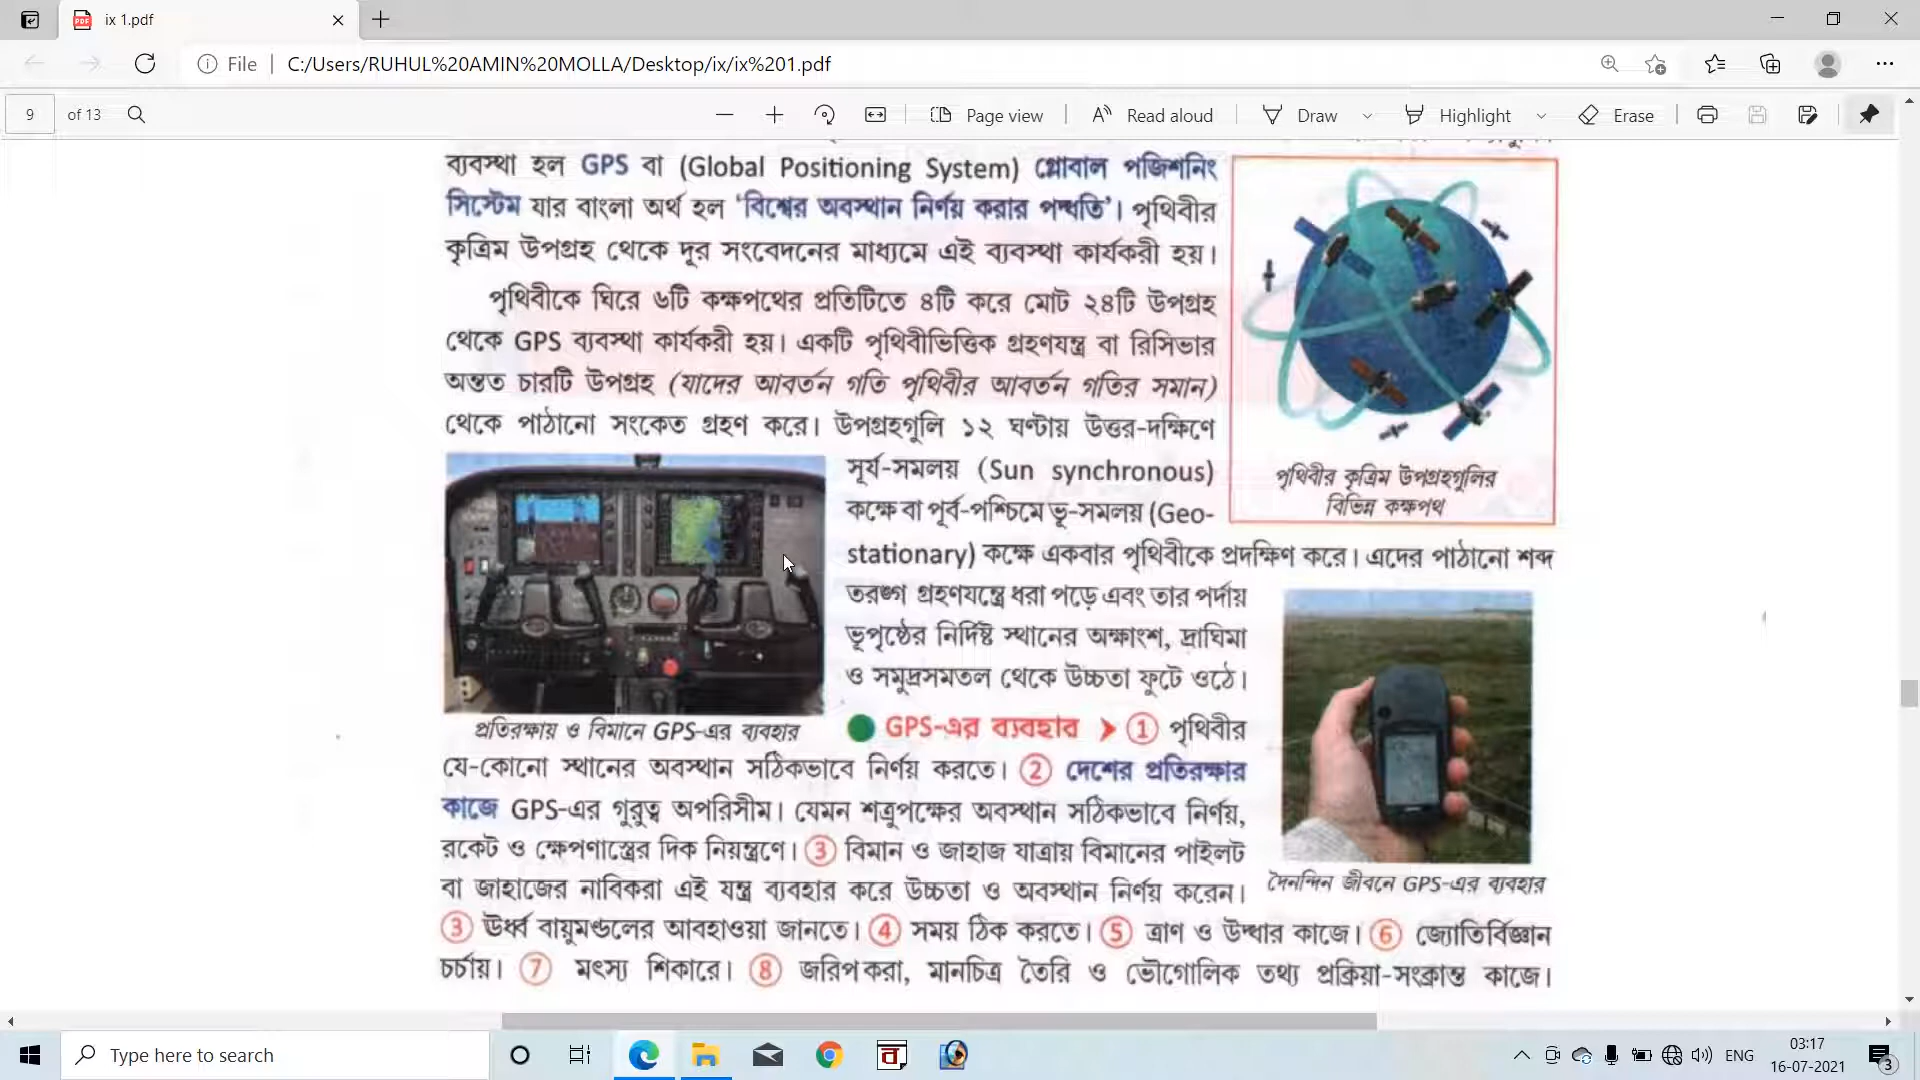 ix 1.pdf
File
C:/Users/RUHUL%20AMIN%20MOLLA/Desktop/ix/ix%201.pdf
9 of 13
Page view
Read aloud
Draw
Highlight
Erase
ব্যবস্থা হল GPS বা (Global Positioning System) গ্লোবাল পজিশনিং
সিস্টেম যার বাংলা অর্থ হল ‘বিশ্বের অবস্থান নির্ণয় করার পদ্ধতি’। পৃথিবীর
কৃত্রিম উপগ্রহ থেকে দূর সংবেদনের মাধ্যমে এই ব্যবস্থা কার্যকরী হয়।
পৃথিবীকে ঘিরে ৬টি কক্ষপথের প্রতিটিতে ৪টি করে মোট ২৪টি উপগ্রহ
থেকে GPS ব্যবস্থা কার্যকরী হয়। একটি পৃথিবীভিত্তিক গ্রহণযন্ত্র বা রিসিভার
অন্তত চারটি উপগ্রহ (যাদের আবর্তন গতি পৃথিবীর আবর্তন গতির সমান)
থেকে পাঠানো সংকেত গ্রহণ করে। উপগ্রহগুলি ১২ ঘণ্টায় উত্তর-দক্ষিণে
সূর্য-সমলয় (Sun synchronous)
কক্ষে বা পূর্ব-পশ্চিমে ভূ-সমলয় (Geo-
stationary) কক্ষে একবার পৃথিবীকে প্রদক্ষিণ করে। এদের পাঠানো শব্দ
তরঙ্গ গ্রহণযন্ত্রে ধরা পড়ে এবং তার পর্দায়
ভূপৃষ্ঠের নির্দিষ্ট স্থানের অক্ষাংশ, দ্রাঘিমা
ও সমুদ্রসমতল থেকে উচ্চতা ফুটে ওঠে।
পৃথিবীর কৃত্রিম উপগ্রহগুলির
বিভিন্ন কক্ষপথ
প্রতিরক্ষায় ও বিমানে GPS-এর ব্যবহার
GPS-এর ব্যবহার ➤ ① পৃথিবীর
যে-কোনো স্থানের অবস্থান সঠিকভাবে নির্ণয় করতে। ② দেশের প্রতিরক্ষার
কাজে GPS-এর গুরুত্ব অপরিসীম। যেমন শত্রুপক্ষের অবস্থান সঠিকভাবে নির্ণয়,
রকেট ও ক্ষেপণাস্ত্রের দিক নিয়ন্ত্রণে। ③ বিমান ও জাহাজ যাত্রায় বিমানের পাইলট
বা জাহাজের নাবিকরা এই যন্ত্র ব্যবহার করে উচ্চতা ও অবস্থান নির্ণয় করেন।
দৈনন্দিন জীবনে GPS-এর ব্যবহার
③ ঊর্ধ্ব বায়ুমণ্ডলের আবহাওয়া জানতে। ④ সময় ঠিক করতে। ⑤ ত্রাণ ও উদ্ধার কাজে। ⑥ জ্যোতির্বিজ্ঞান
চর্চায়। ⑦ মৎস্য শিকারে। ⑧ জরিপ করা, মানচিত্র তৈরি ও ভৌগোলিক তথ্য প্রক্রিয়া-সংক্রান্ত কাজে।
Type here to search
ENG
03:17
16-07-2021
3